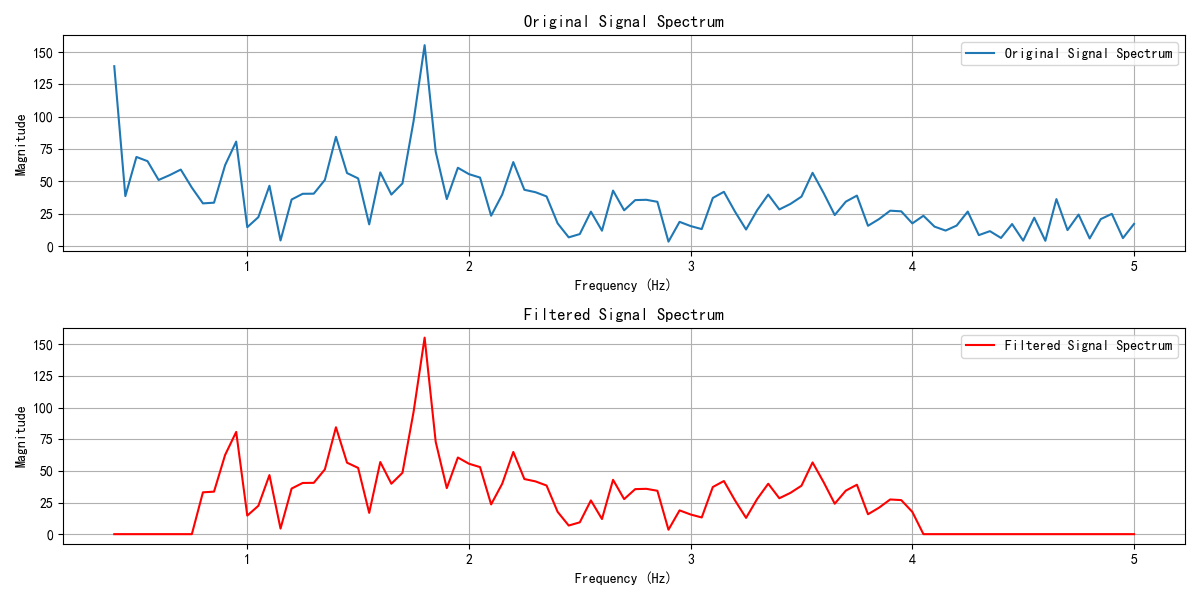 Original Signal Spectrum
Original Signal Spectrum
Magnitude
150
125
100
75
50
25
0
1 2 3 4 5
Frequency (Hz)
Filtered Signal Spectrum
Filtered Signal Spectrum
Magnitude
150
125
100
75
50
25
0
1 2 3 4 5
Frequency (Hz)